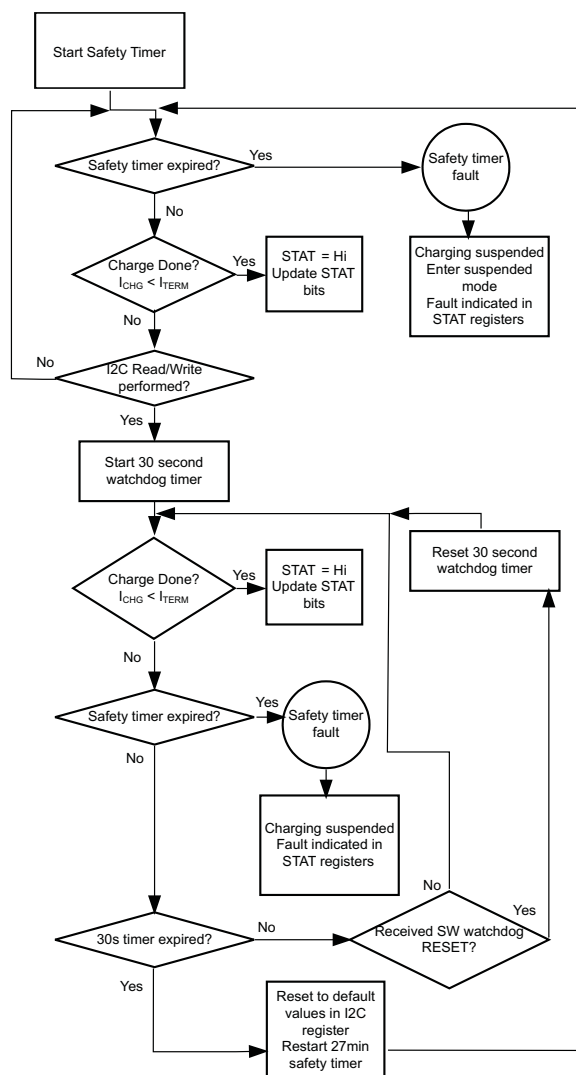 Start Safety Timer
Safety timer expired?
Yes
Safety timer
fault
No
Charge Done?
ICHG < ITERM
Yes
STAT = Hi
Update STAT
bits
Charging suspended
Enter suspended
mode
Fault indicated in
STAT registers
No
No
I2C Read/Write
performed?
Yes
Start 30 second
watchdog timer
Reset 30 second
watchdog timer
Charge Done?
ICHG < ITERM
Yes
STAT = Hi
Update STAT
bits
No
Safety timer expired?
Yes
Safety timer
fault
No
Charging suspended
Fault indicated in
STAT registers
No
Yes
30s timer expired?
No
Received SW watchdog
RESET?
Yes
Reset to default
values in I2C
register
Restart 27min
safety timer